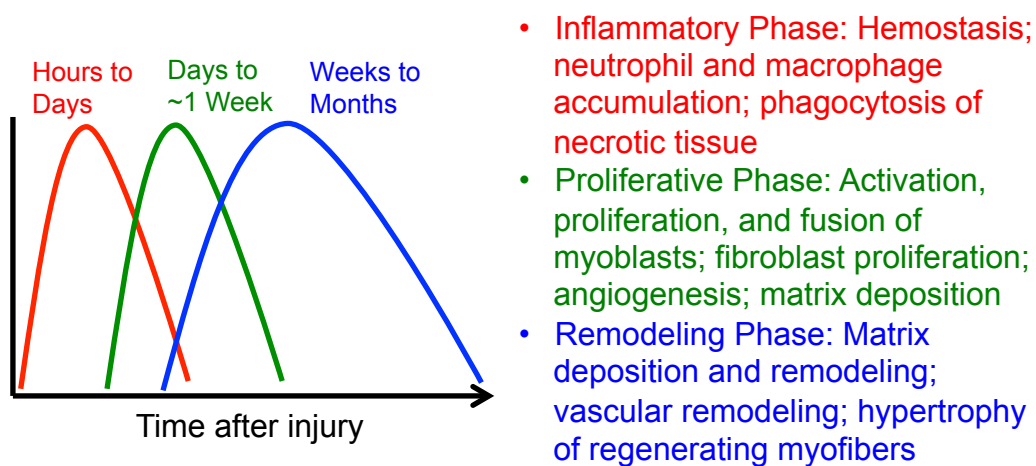 Hours to
Days
Days to
~1 Week
Weeks to
Months
Time after injury
• Inflammatory Phase: Hemostasis;
neutrophil and macrophage
accumulation; phagocytosis of
necrotic tissue
• Proliferative Phase: Activation,
proliferation, and fusion of
myoblasts; fibroblast proliferation;
angiogenesis; matrix deposition
• Remodeling Phase: Matrix
deposition and remodeling;
vascular remodeling; hypertrophy
of regenerating myofibers